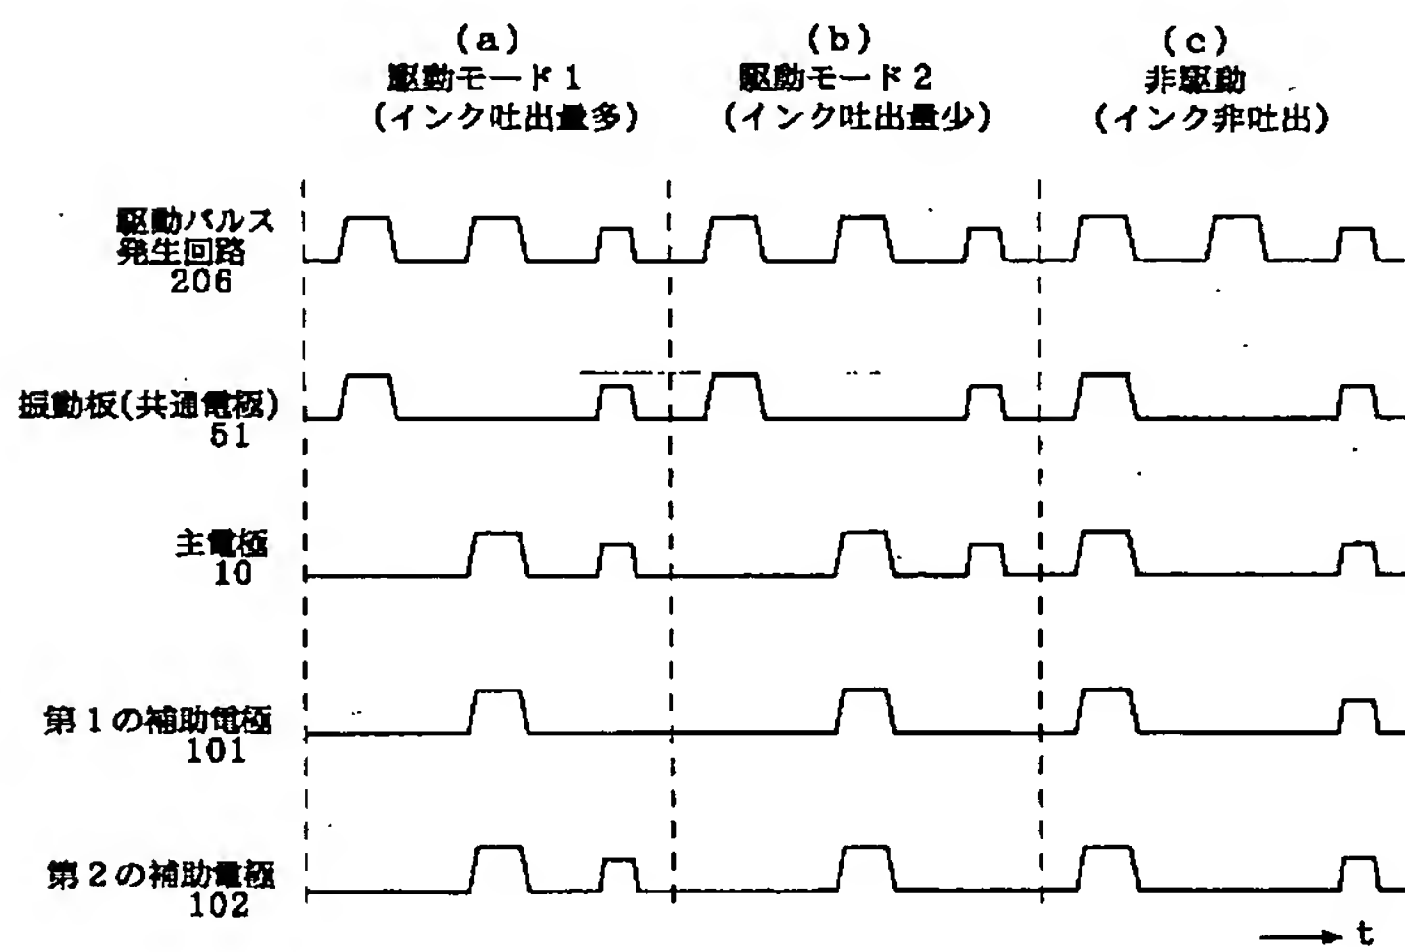 (a)
駆動モード1
(インク吐出量多)
(b)
駆動モード2
(インク吐出量少)
(c)
非駆動
(インク非吐出)
駆動パルス
発生回路
206
振動板(共通電極)
51
主電極
10
第1の補助電極
101
第2の補助電極
102
t